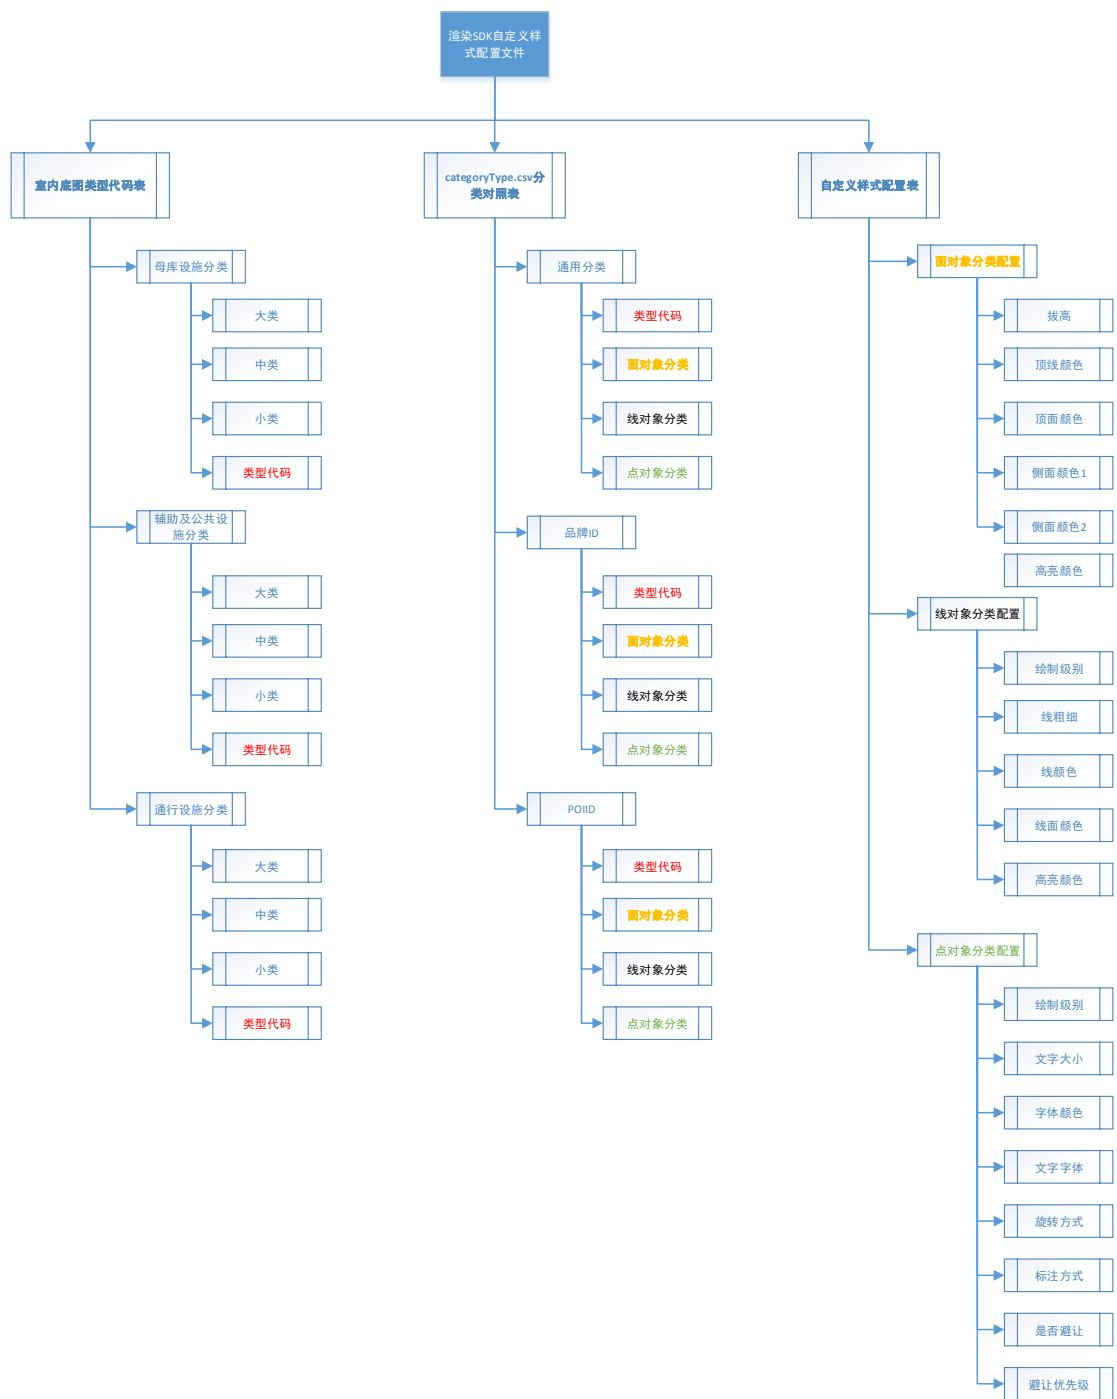 渲染SDK自定义样
式配置文件
室内底图类型代码表
母库设施分类
大类
中类
小类
类型代码
辅助及公共设
施分类
大类
中类
小类
类型代码
通行设施分类
大类
中类
小类
类型代码
categoryType.csv分
类对照表
通用分类
类型代码
面对象分类
线对象分类
点对象分类
品牌ID
类型代码
面对象分类
线对象分类
点对象分类
POIID
类型代码
面对象分类
线对象分类
点对象分类
自定义样式配置表
面对象分类配置
拔高
顶线颜色
顶面颜色
侧面颜色1
侧面颜色2
高亮颜色
线对象分类配置
绘制级别
线粗细
线颜色
线面颜色
高亮颜色
点对象分类配置
绘制级别
文字大小
字体颜色
文字字体
旋转方式
标注方式
是否避让
避让优先级